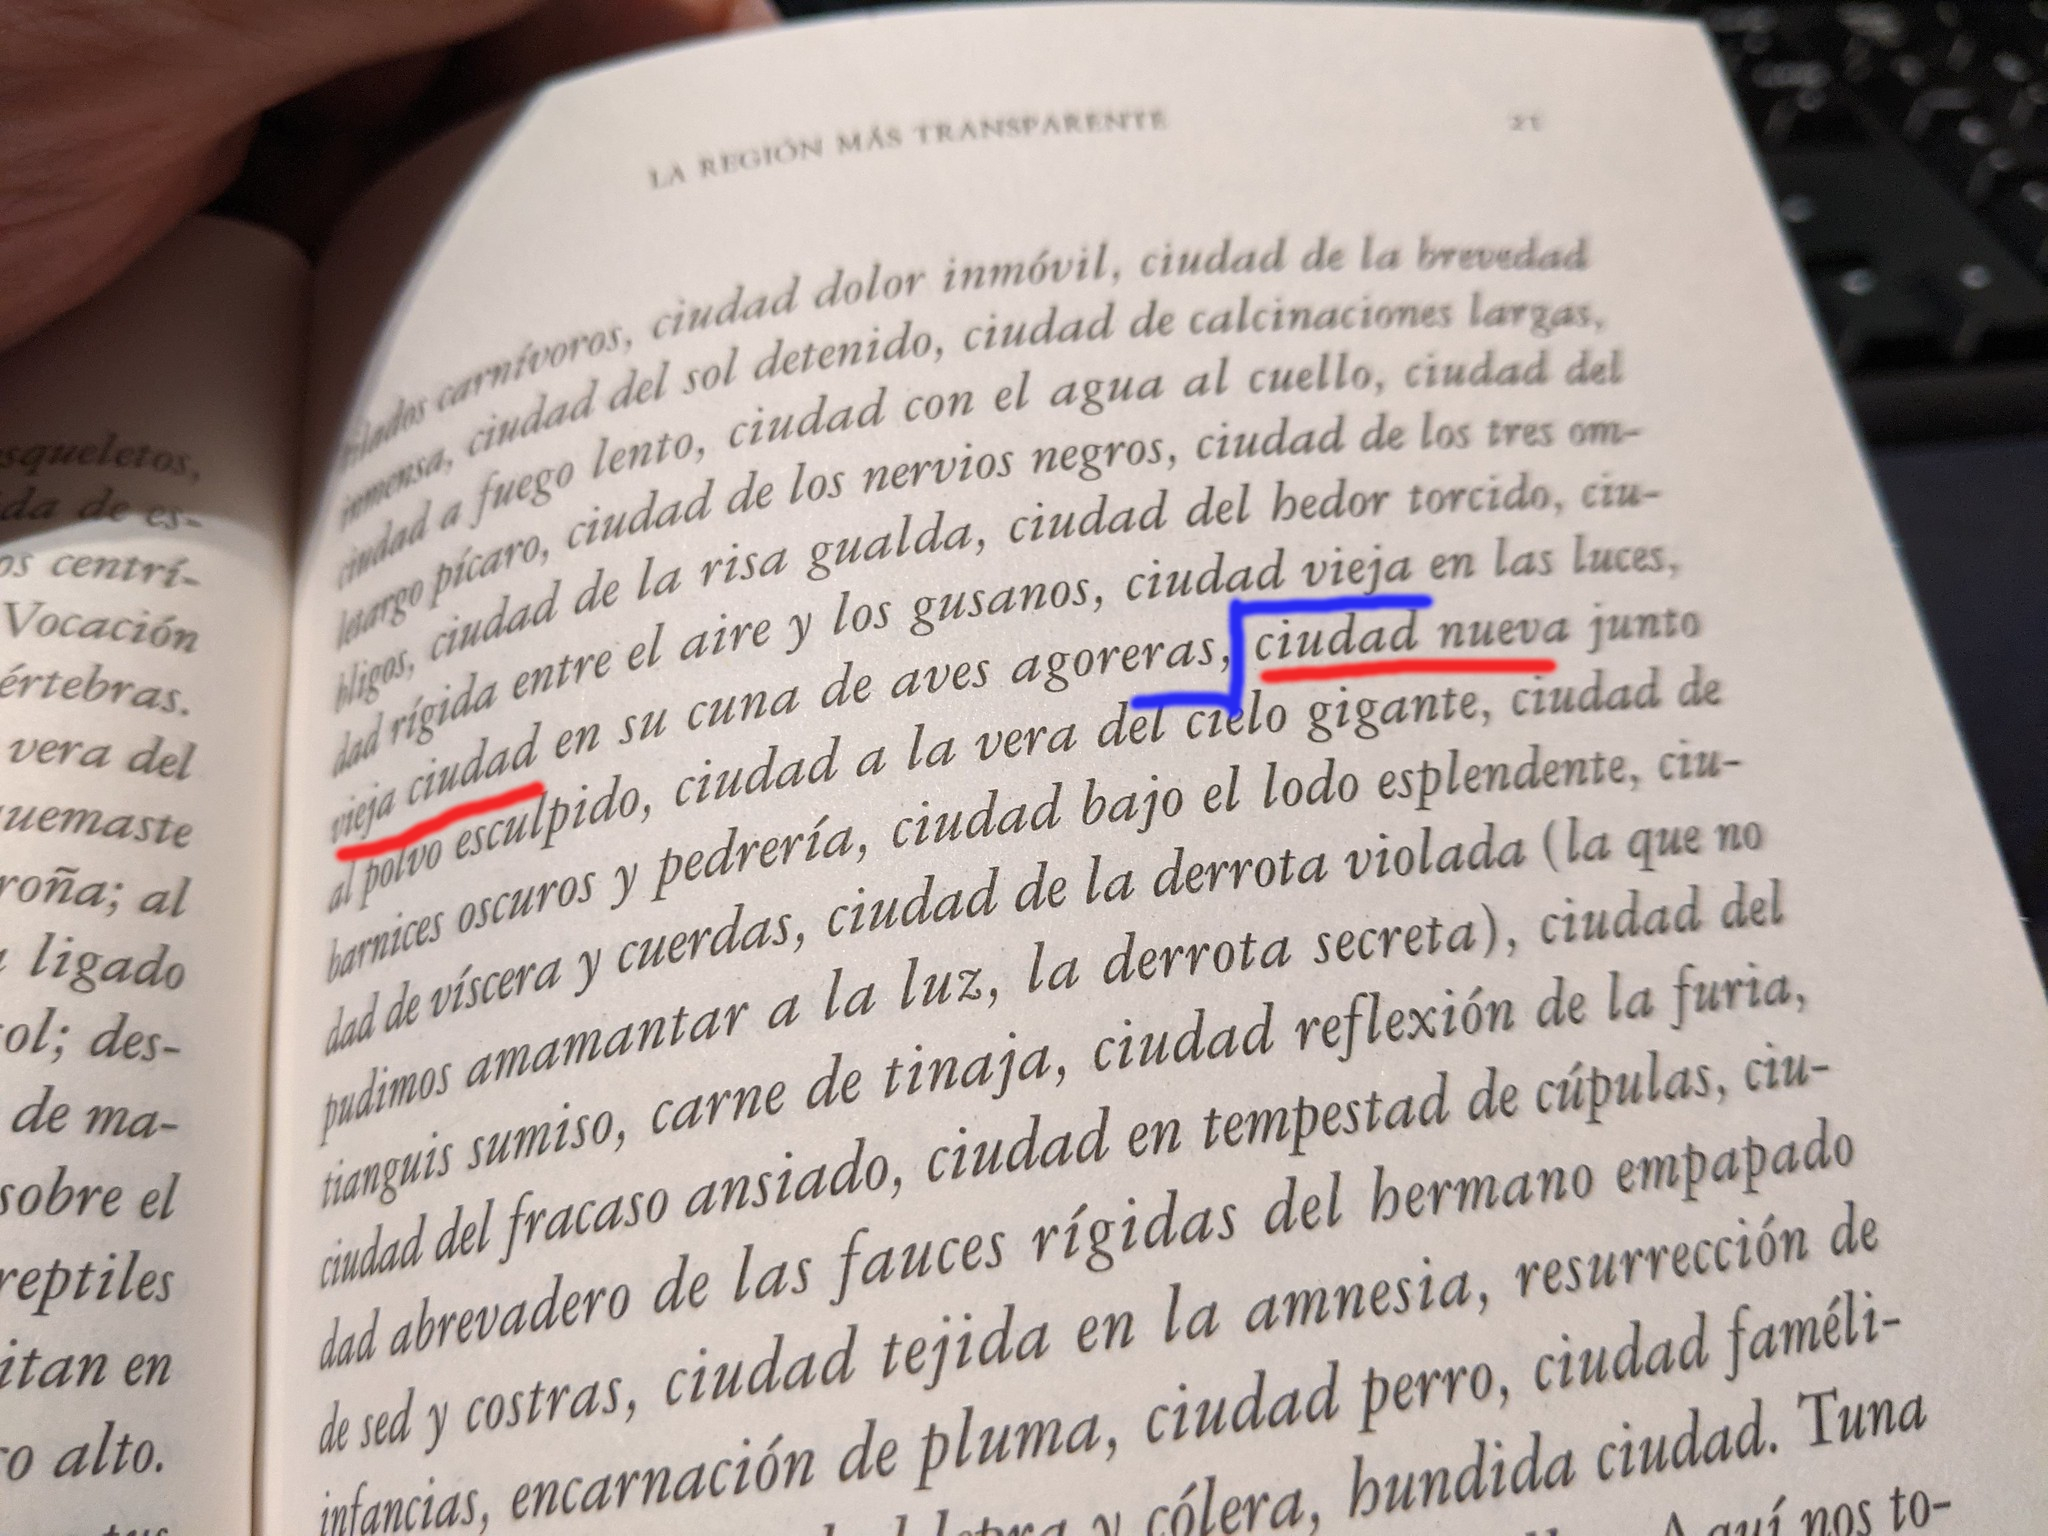 LA REGIÓN MÁS TRANSPARENTE 21
squeletos,
da de es-
os centrí-
Vocación
értebras.
vera del
uemaste
roña; al
ligado
ol; des-
de ma-
sobre el
reptiles
itan en
o alto.
hilados carnívoros, ciudad dolor inmóvil, ciudad de la brevedad
inmensa, ciudad del sol detenido, ciudad de calcinaciones largas,
ciudad a fuego lento, ciudad con el agua al cuello, ciudad del
letargo pícaro, ciudad de los nervios negros, ciudad de los tres om-
bligos, ciudad de la risa gualda, ciudad del hedor torcido, ciu-
dad rígida entre el aire y los gusanos, ciudad vieja en las luces,
vieja ciudad en su cuna de aves agoreras, ciudad nueva junto
al polvo esculpido, ciudad a la vera del cielo gigante, ciudad de
barnices oscuros y pedrería, ciudad bajo el lodo esplendente, ciu-
dad de víscera y cuerdas, ciudad de la derrota violada (la que no
pudimos amamantar a la luz, la derrota secreta), ciudad del
tianguis sumiso, carne de tinaja, ciudad reflexión de la furia,
ciudad del fracaso ansiado, ciudad en tempestad de cúpulas, ciu-
dad abrevadero de las fauces rígidas del hermano empapado
de sed y costras, ciudad tejida en la amnesia, resurrección de
infancias, encarnación de pluma, ciudad perro, ciudad faméli-
letra y cólera, hundida ciudad. Tuna
Aquí nos to-